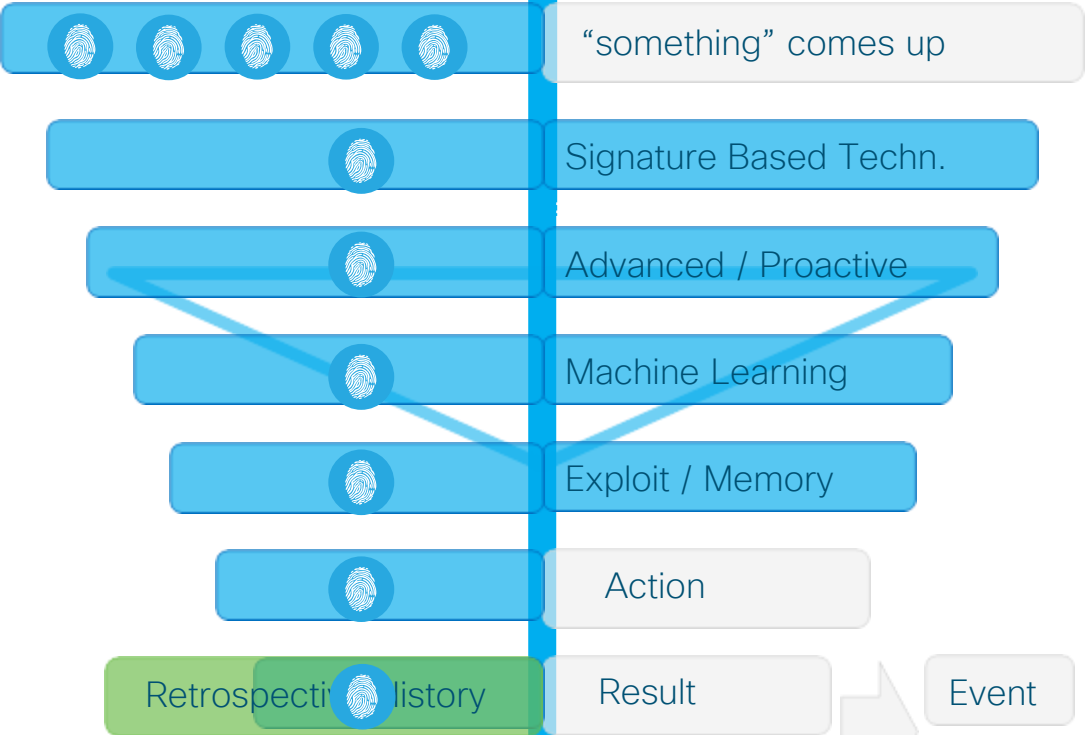 “something” comes up
Signature Based Techn.
Advanced / Proactive
Machine Learning
Exploit / Memory
Action
Result
Event